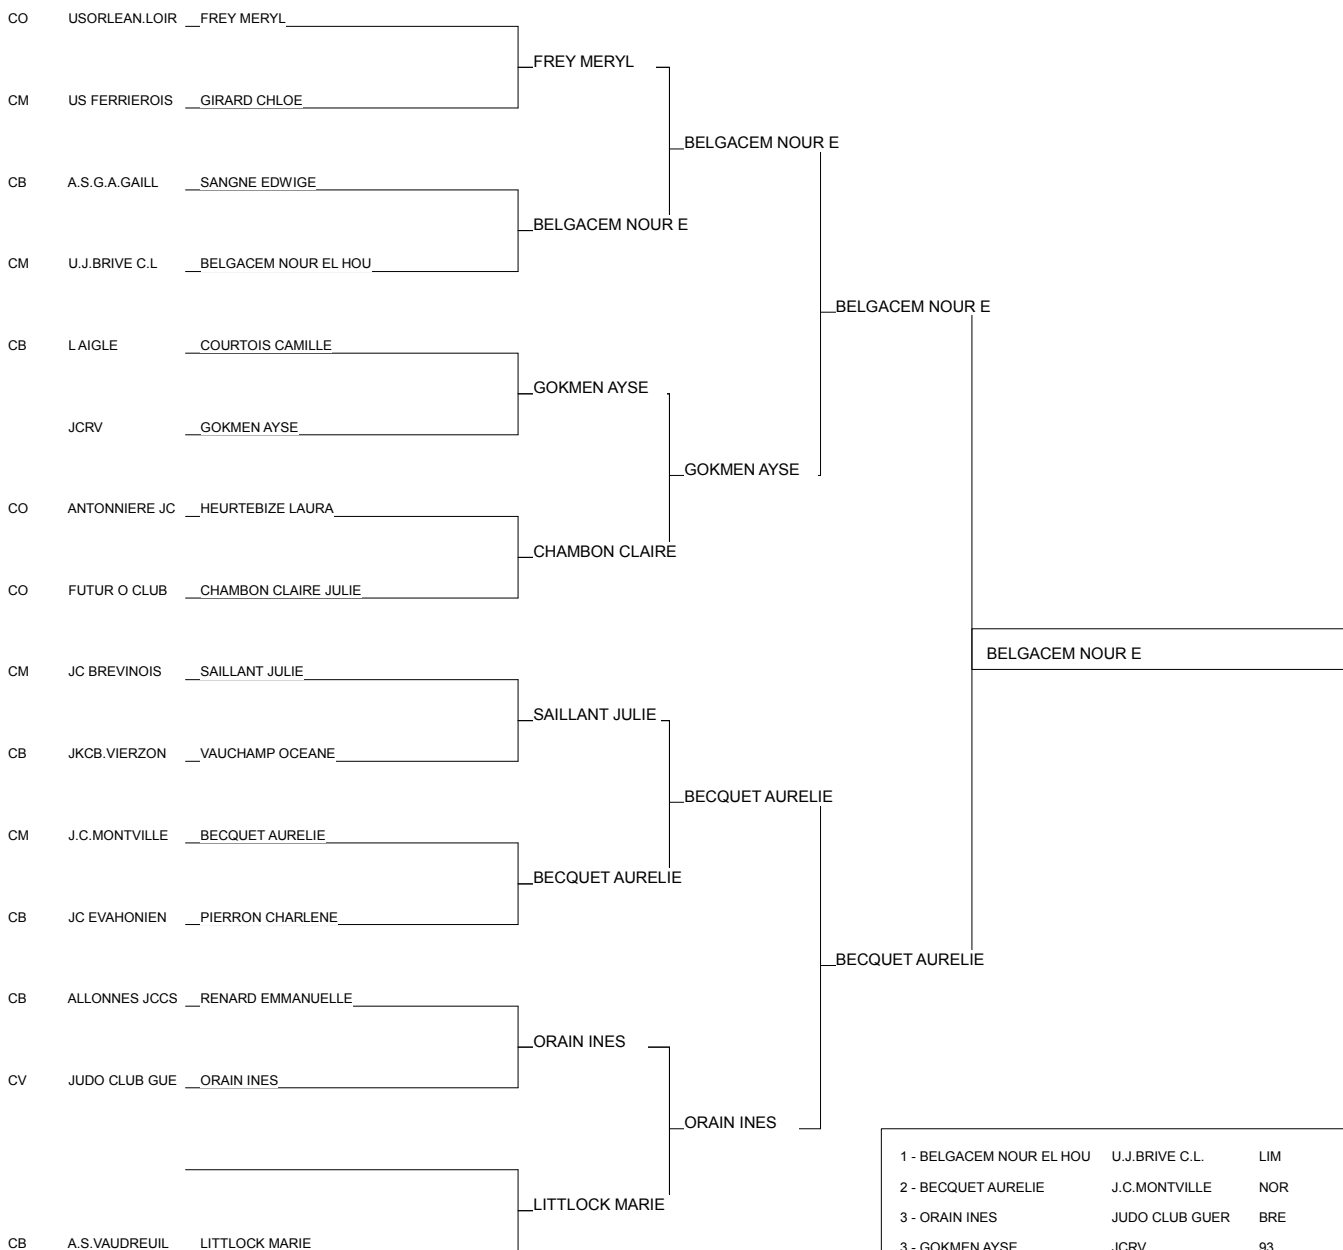 CO USORLEAN.LOIR FREY MERYL
FREY MERYL
CM US FERRIEROIS GIRARD CHLOE
BELGACEM NOUR E
CB A.S.G.A.GAILL SANGNE EDWIGE
BELGACEM NOUR E
CM U.J.BRIVE C.L BELGACEM NOUR EL HOU
BELGACEM NOUR E
CB L AIGLE COURTOIS CAMILLE
GOKMEN AYSE
JCRV GOKMEN AYSE
GOKMEN AYSE
CO ANTONNIERE JC HEURTEBIZE LAURA
CHAMBON CLAIRE
CO FUTUR O CLUB CHAMBON CLAIRE JULIE
BELGACEM NOUR E
CM JC BREVINOIS SAILLANT JULIE
SAILLANT JULIE
CB JKCB.VIERZON VAUCHAMP OCEANE
BECQUET AURELIE
CM J.C.MONTVILLE BECQUET AURELIE
BECQUET AURELIE
CB JC EVAHONIEN PIERRON CHARLENE
BECQUET AURELIE
CB ALLONNES JCCS RENARD EMMANUELLE
ORAIN INES
CV JUDO CLUB GUE ORAIN INES
ORAIN INES
1 - BELGACEM NOUR EL HOU U.J.BRIVE C.L. LIM
2 - BECQUET AURELIE J.C.MONTVILLE NOR
LITTLOCK MARIE
3 - ORAIN INES JUDO CLUB GUER BRE
CB A.S.VAUDREUIL LITTLOCK MARIE
3 - GOKMEN AYSE JCRV 93